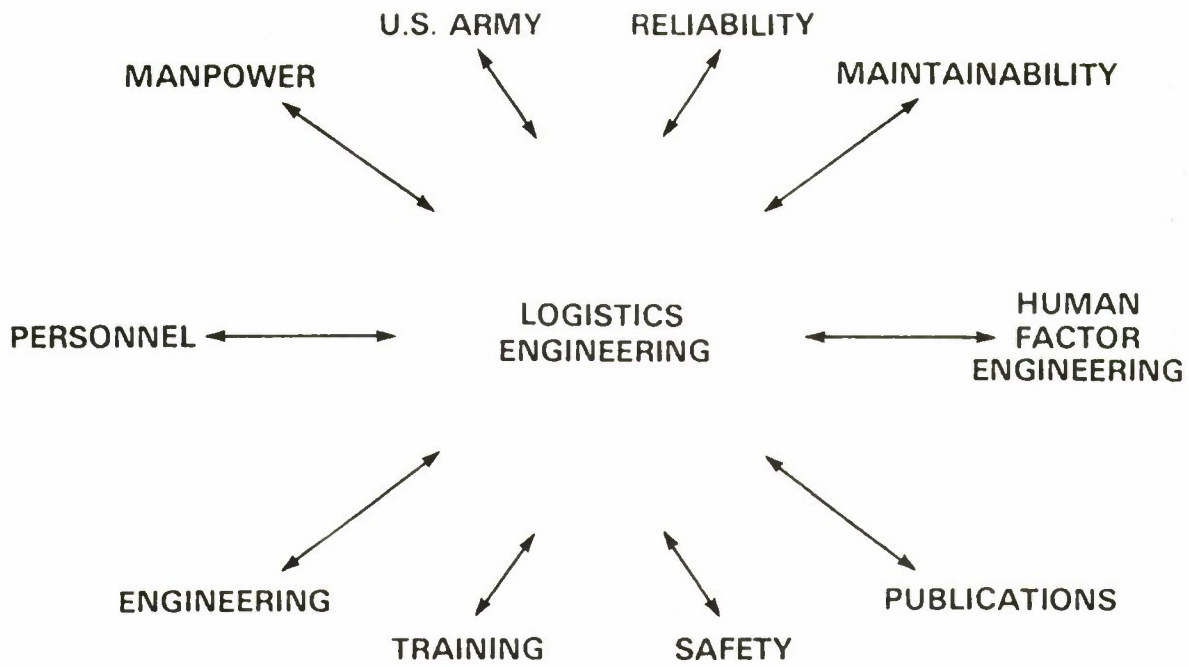 U.S. ARMY
RELIABILITY
MANPOWER
MAINTAINABILITY
PERSONNEL
LOGISTICS
ENGINEERING
HUMAN
FACTOR
ENGINEERING
ENGINEERING
PUBLICATIONS
TRAINING
SAFETY